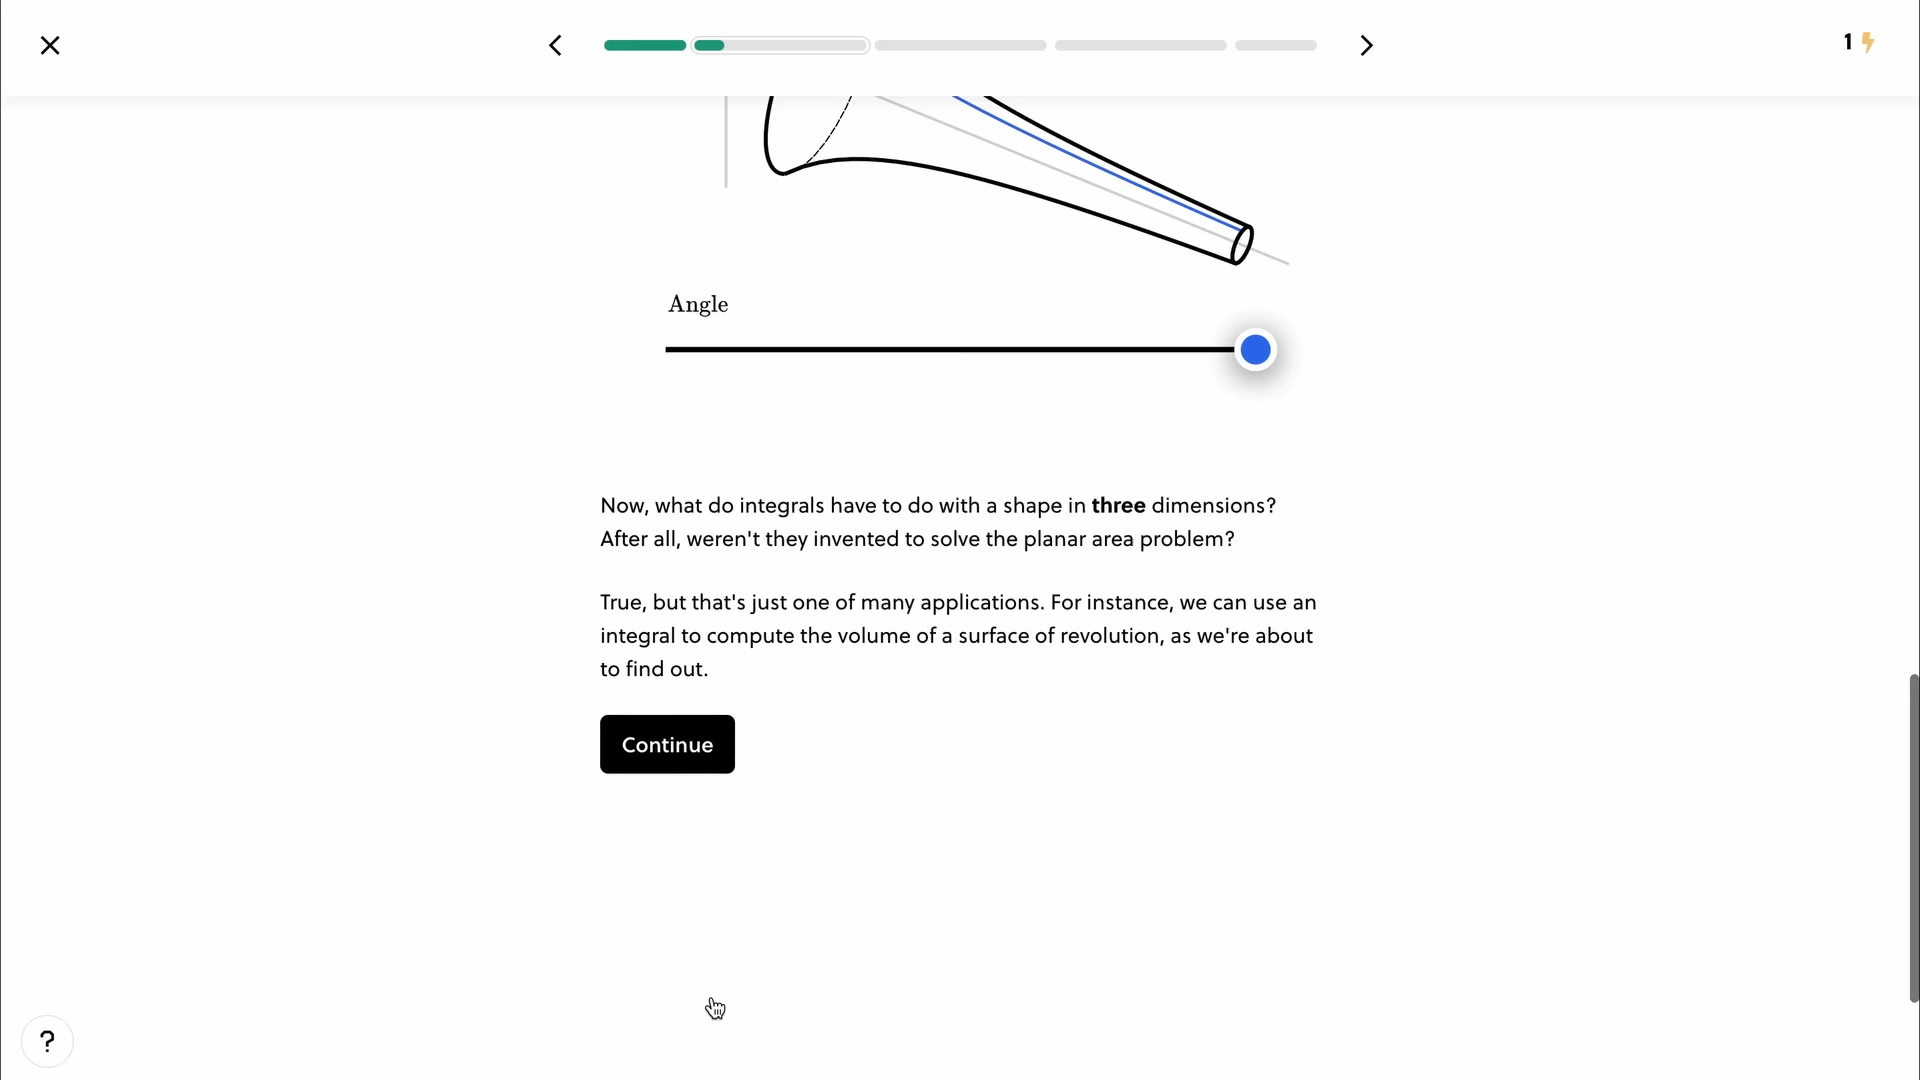 1
Angle
Now, what do integrals have to do with a shape in three dimensions?
After all, weren't they invented to solve the planar area problem?
True, but that's just one of many applications. For instance, we can use an
integral to compute the volume of a surface of revolution, as we're about
to find out.
Continue
?